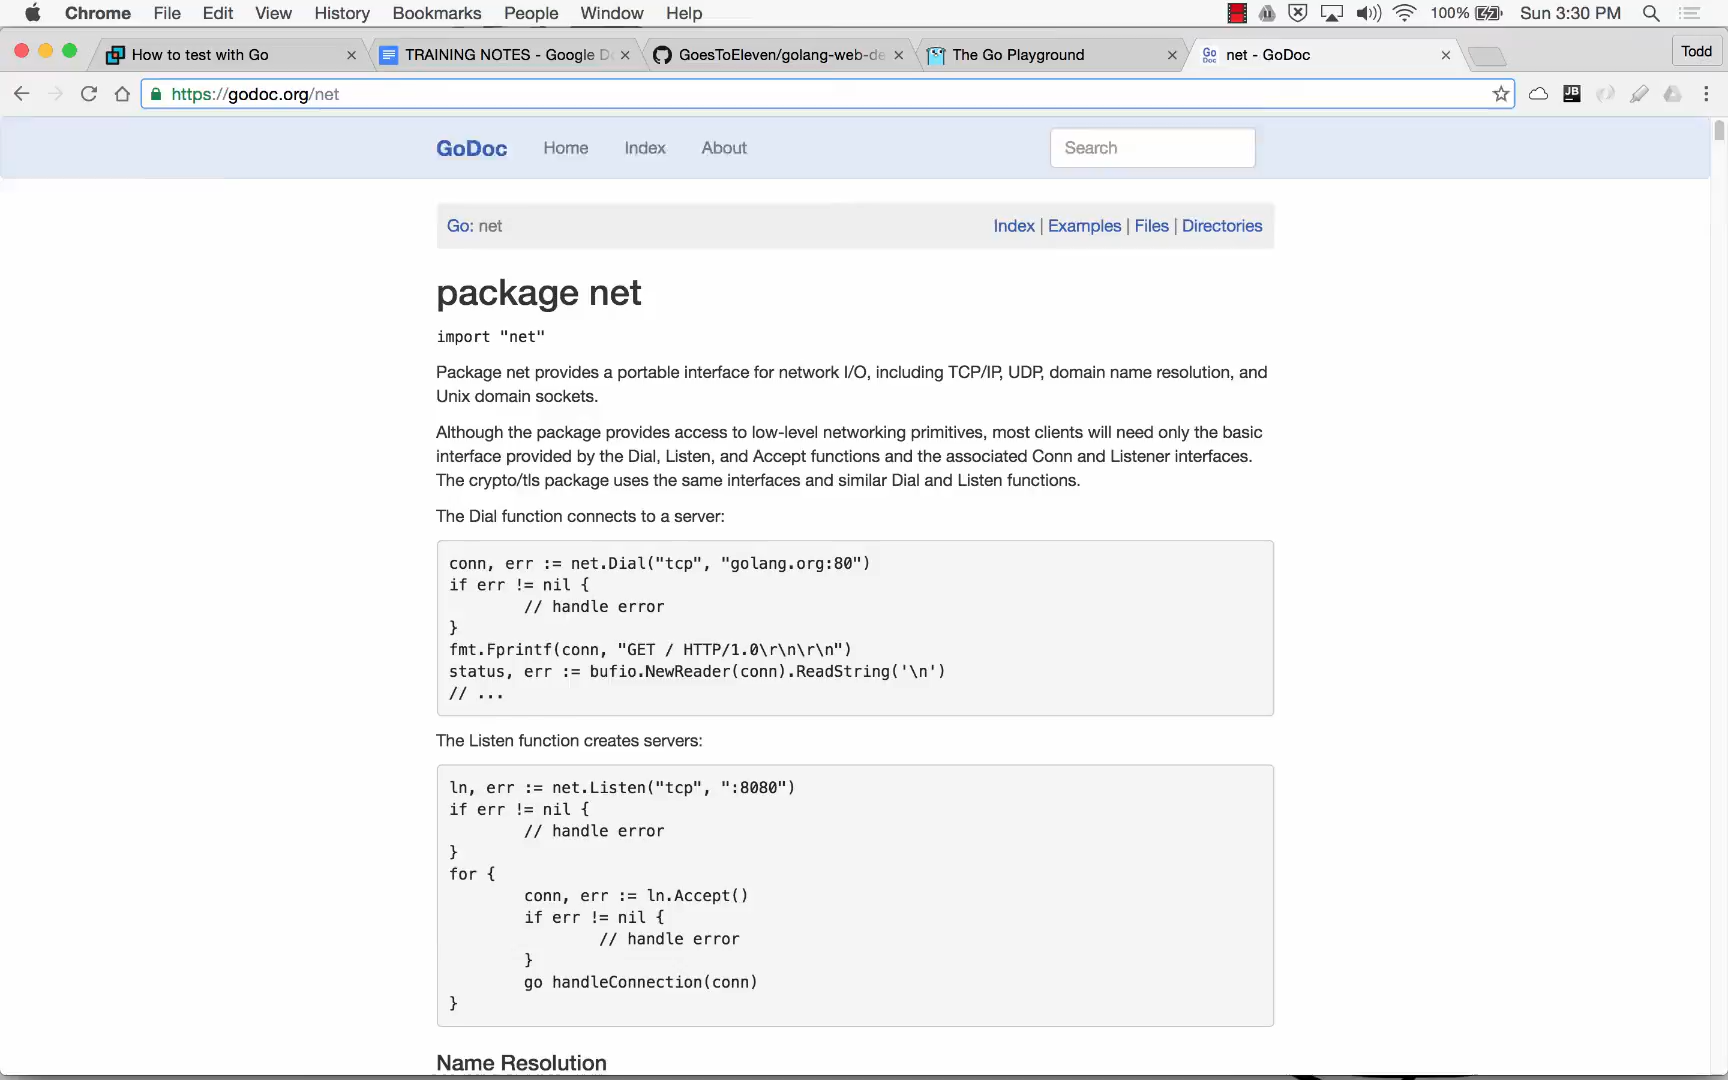 Chrome File Edit View History Bookmarks People Window Help 100% Sun 3:30 PM
How to test with Go TRAINING NOTES - Google D GoesToEleven/golang-web-de The Go Playground net - GoDoc Todd
https://godoc.org/net JB
GoDoc Home Index About Search
Go: net Index | Examples | Files | Directories
package net
import "net"
Package net provides a portable interface for network I/O, including TCP/IP, UDP, domain name resolution, and
Unix domain sockets.
Although the package provides access to low-level networking primitives, most clients will need only the basic
interface provided by the Dial, Listen, and Accept functions and the associated Conn and Listener interfaces.
The crypto/tls package uses the same interfaces and similar Dial and Listen functions.
The Dial function connects to a server:
conn, err := net.Dial("tcp", "golang.org:80")
if err != nil {
// handle error
}
fmt.Fprintf(conn, "GET / HTTP/1.0\r\n\r\n")
status, err := bufio.NewReader(conn).ReadString('\n')
// ...
The Listen function creates servers:
ln, err := net.Listen("tcp", ":8080")
if err != nil {
// handle error
}
for {
conn, err := ln.Accept()
if err != nil {
// handle error
}
go handleConnection(conn)
}
Name Resolution